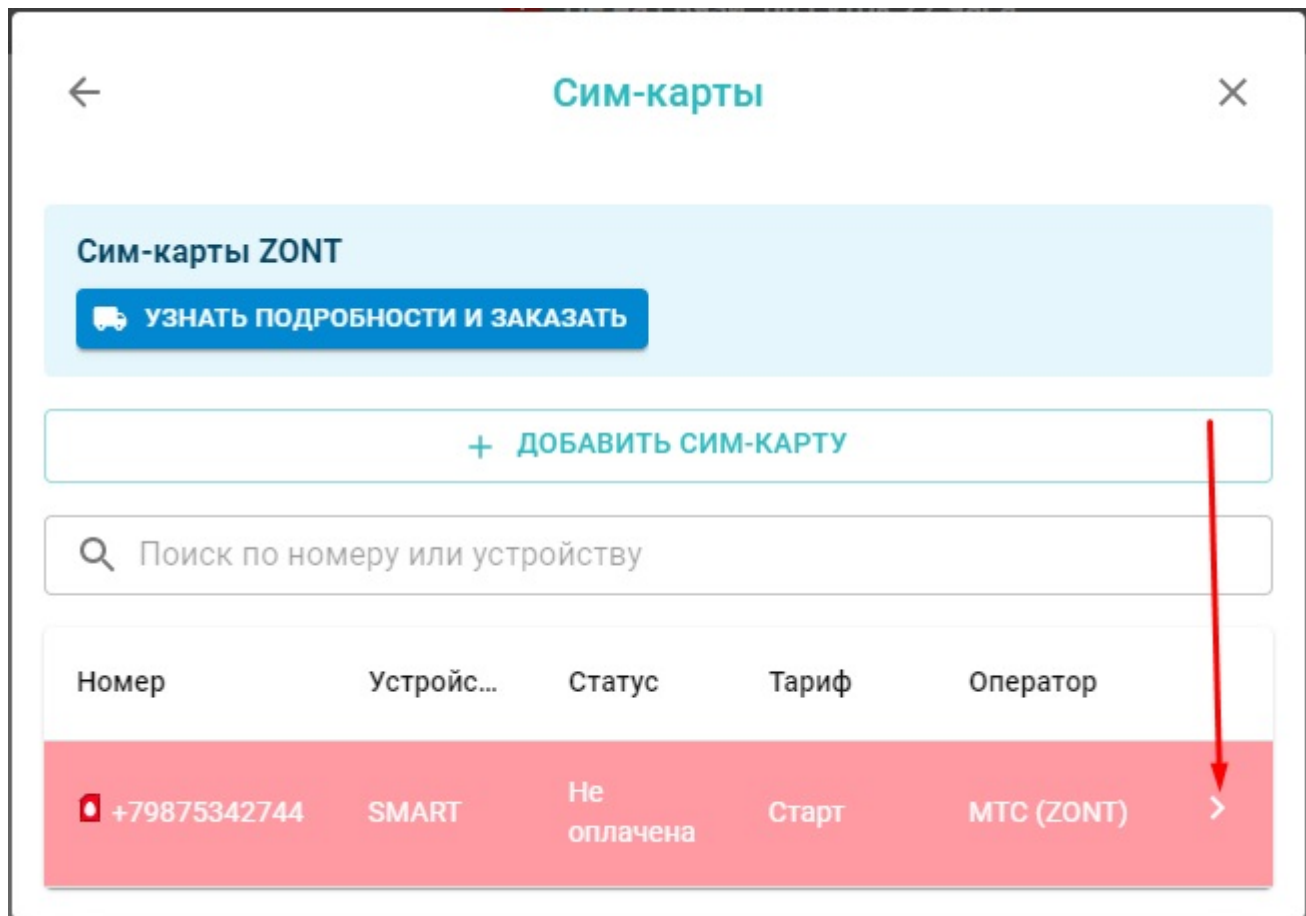 Сим-карты
Сим-карты ZONT
УЗНАТЬ ПОДРОБНОСТИ И ЗАКАЗАТЬ
+ ДОБАВИТЬ СИМ-КАРТУ
Поиск по номеру или устройству
Номер Устройс... Статус Тариф Оператор
+79875342744 SMART Не оплачена Старт МТС (ZONT)